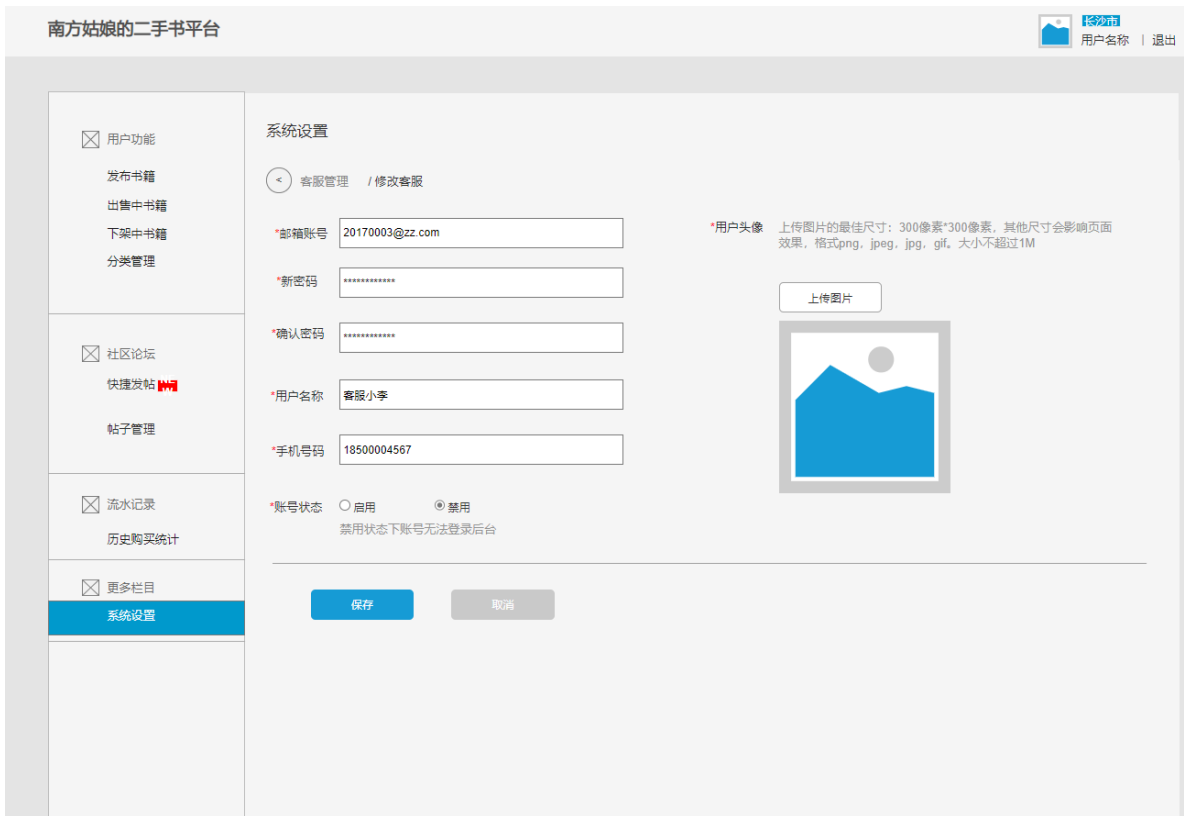 南方姑娘的二手书平台
长沙市
用户名称 | 退出
用户功能
发布书籍
出售中书籍
下架中书籍
分类管理
社区论坛
快捷发帖
帖子管理
流水记录
历史购买统计
更多栏目
系统设置
系统设置
< 客服管理 /修改客服
*邮箱账号 20170003@zz.com
*新密码 ************
*确认密码 ************
*用户名称 客服小李
*手机号码 18500004567
*账号状态 启用 禁用
禁用状态下账号无法登录后台
*用户头像 上传图片的最佳尺寸：300像素*300像素，其他尺寸会影响页面
效果，格式png，jpeg，jpg，gif。大小不超过1M
上传图片
保存 取消